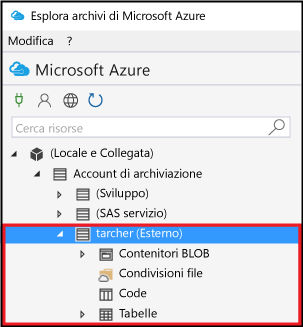 Esplora archivi di Microsoft Azure
Modifica ?
Microsoft Azure
Cerca risorse
(Locale e Collegata)
Account di archiviazione
(Sviluppo)
(SAS servizio)
tarcher (Esterno)
Contenitori BLOB
Condivisioni file
Code
Tabelle